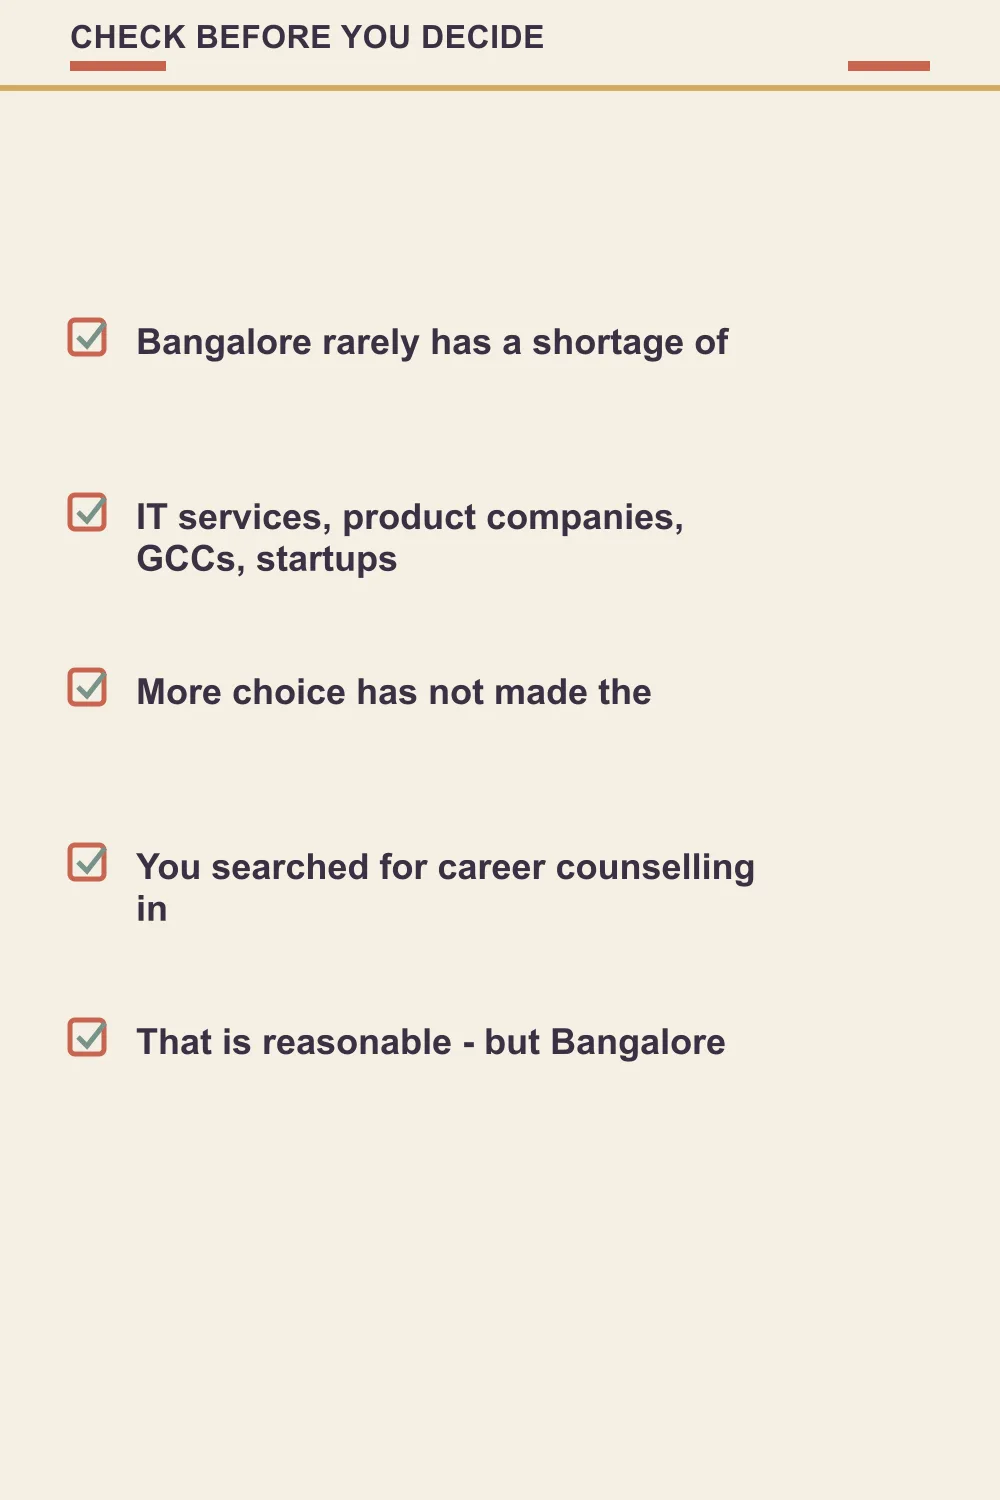 CHECK BEFORE YOU DECIDE
Bangalore rarely has a shortage of
IT services, product companies,
GCCs, startups
More choice has not made the
You searched for career counselling
in
That is reasonable - but Bangalore